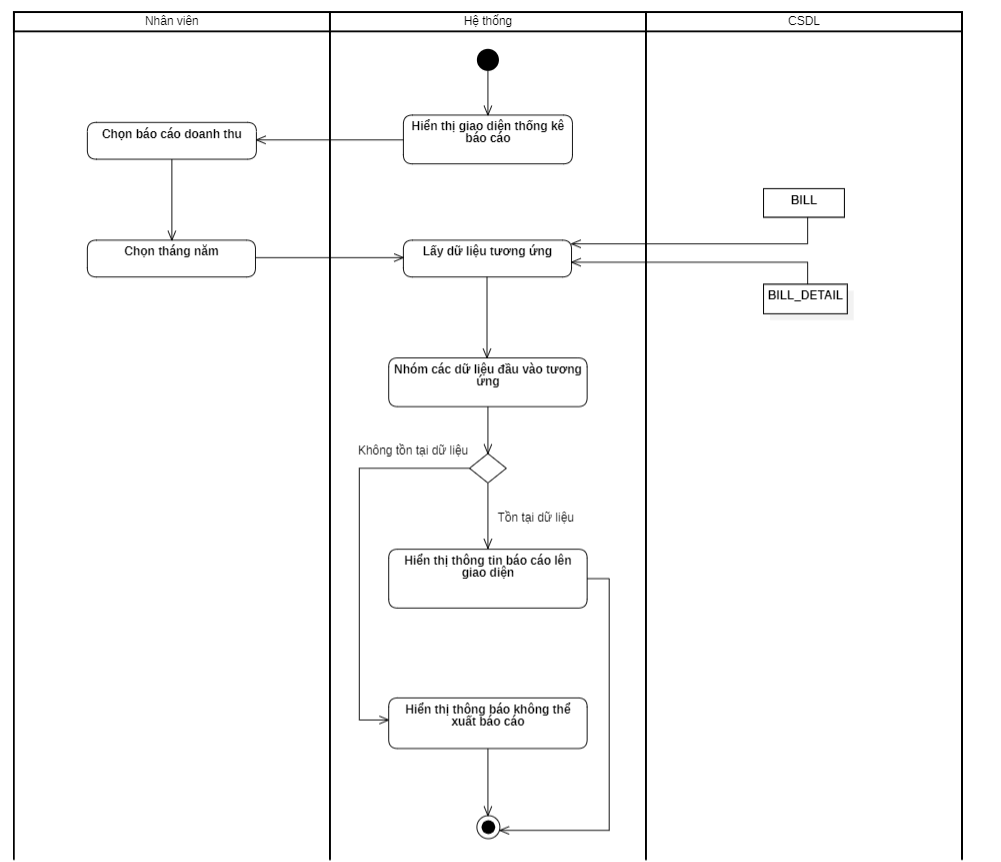 Nhân viên
Hệ thống
CSDL
Hiển thị giao diện thống kê
báo cáo
Chọn báo cáo doanh thu
BILL
Chọn tháng năm
Lấy dữ liệu tương ứng
BILL_DETAIL
Nhóm các dữ liệu đầu vào tương
ứng
Không tồn tại dữ liệu
Tồn tại dữ liệu
Hiển thị thông tin báo cáo lên
giao diện
Hiển thị thông báo không thể
xuất báo cáo